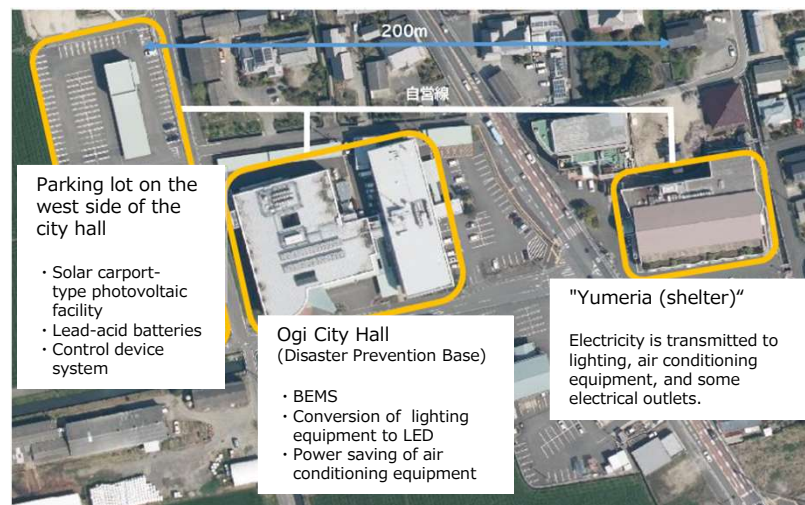 200m
自営線
Parking lot on the
west side of the
city hall
・Solar carport-
type photovoltaic
facility
・Lead-acid batteries
・Control device
system
Ogi City Hall
(Disaster Prevention Base)
・BEMS
・Conversion of lighting
equipment to LED
・Power saving of air
conditioning equipment
"Yumeria (shelter)“
Electricity is transmitted to
lighting, air conditioning
equipment, and some
electrical outlets.